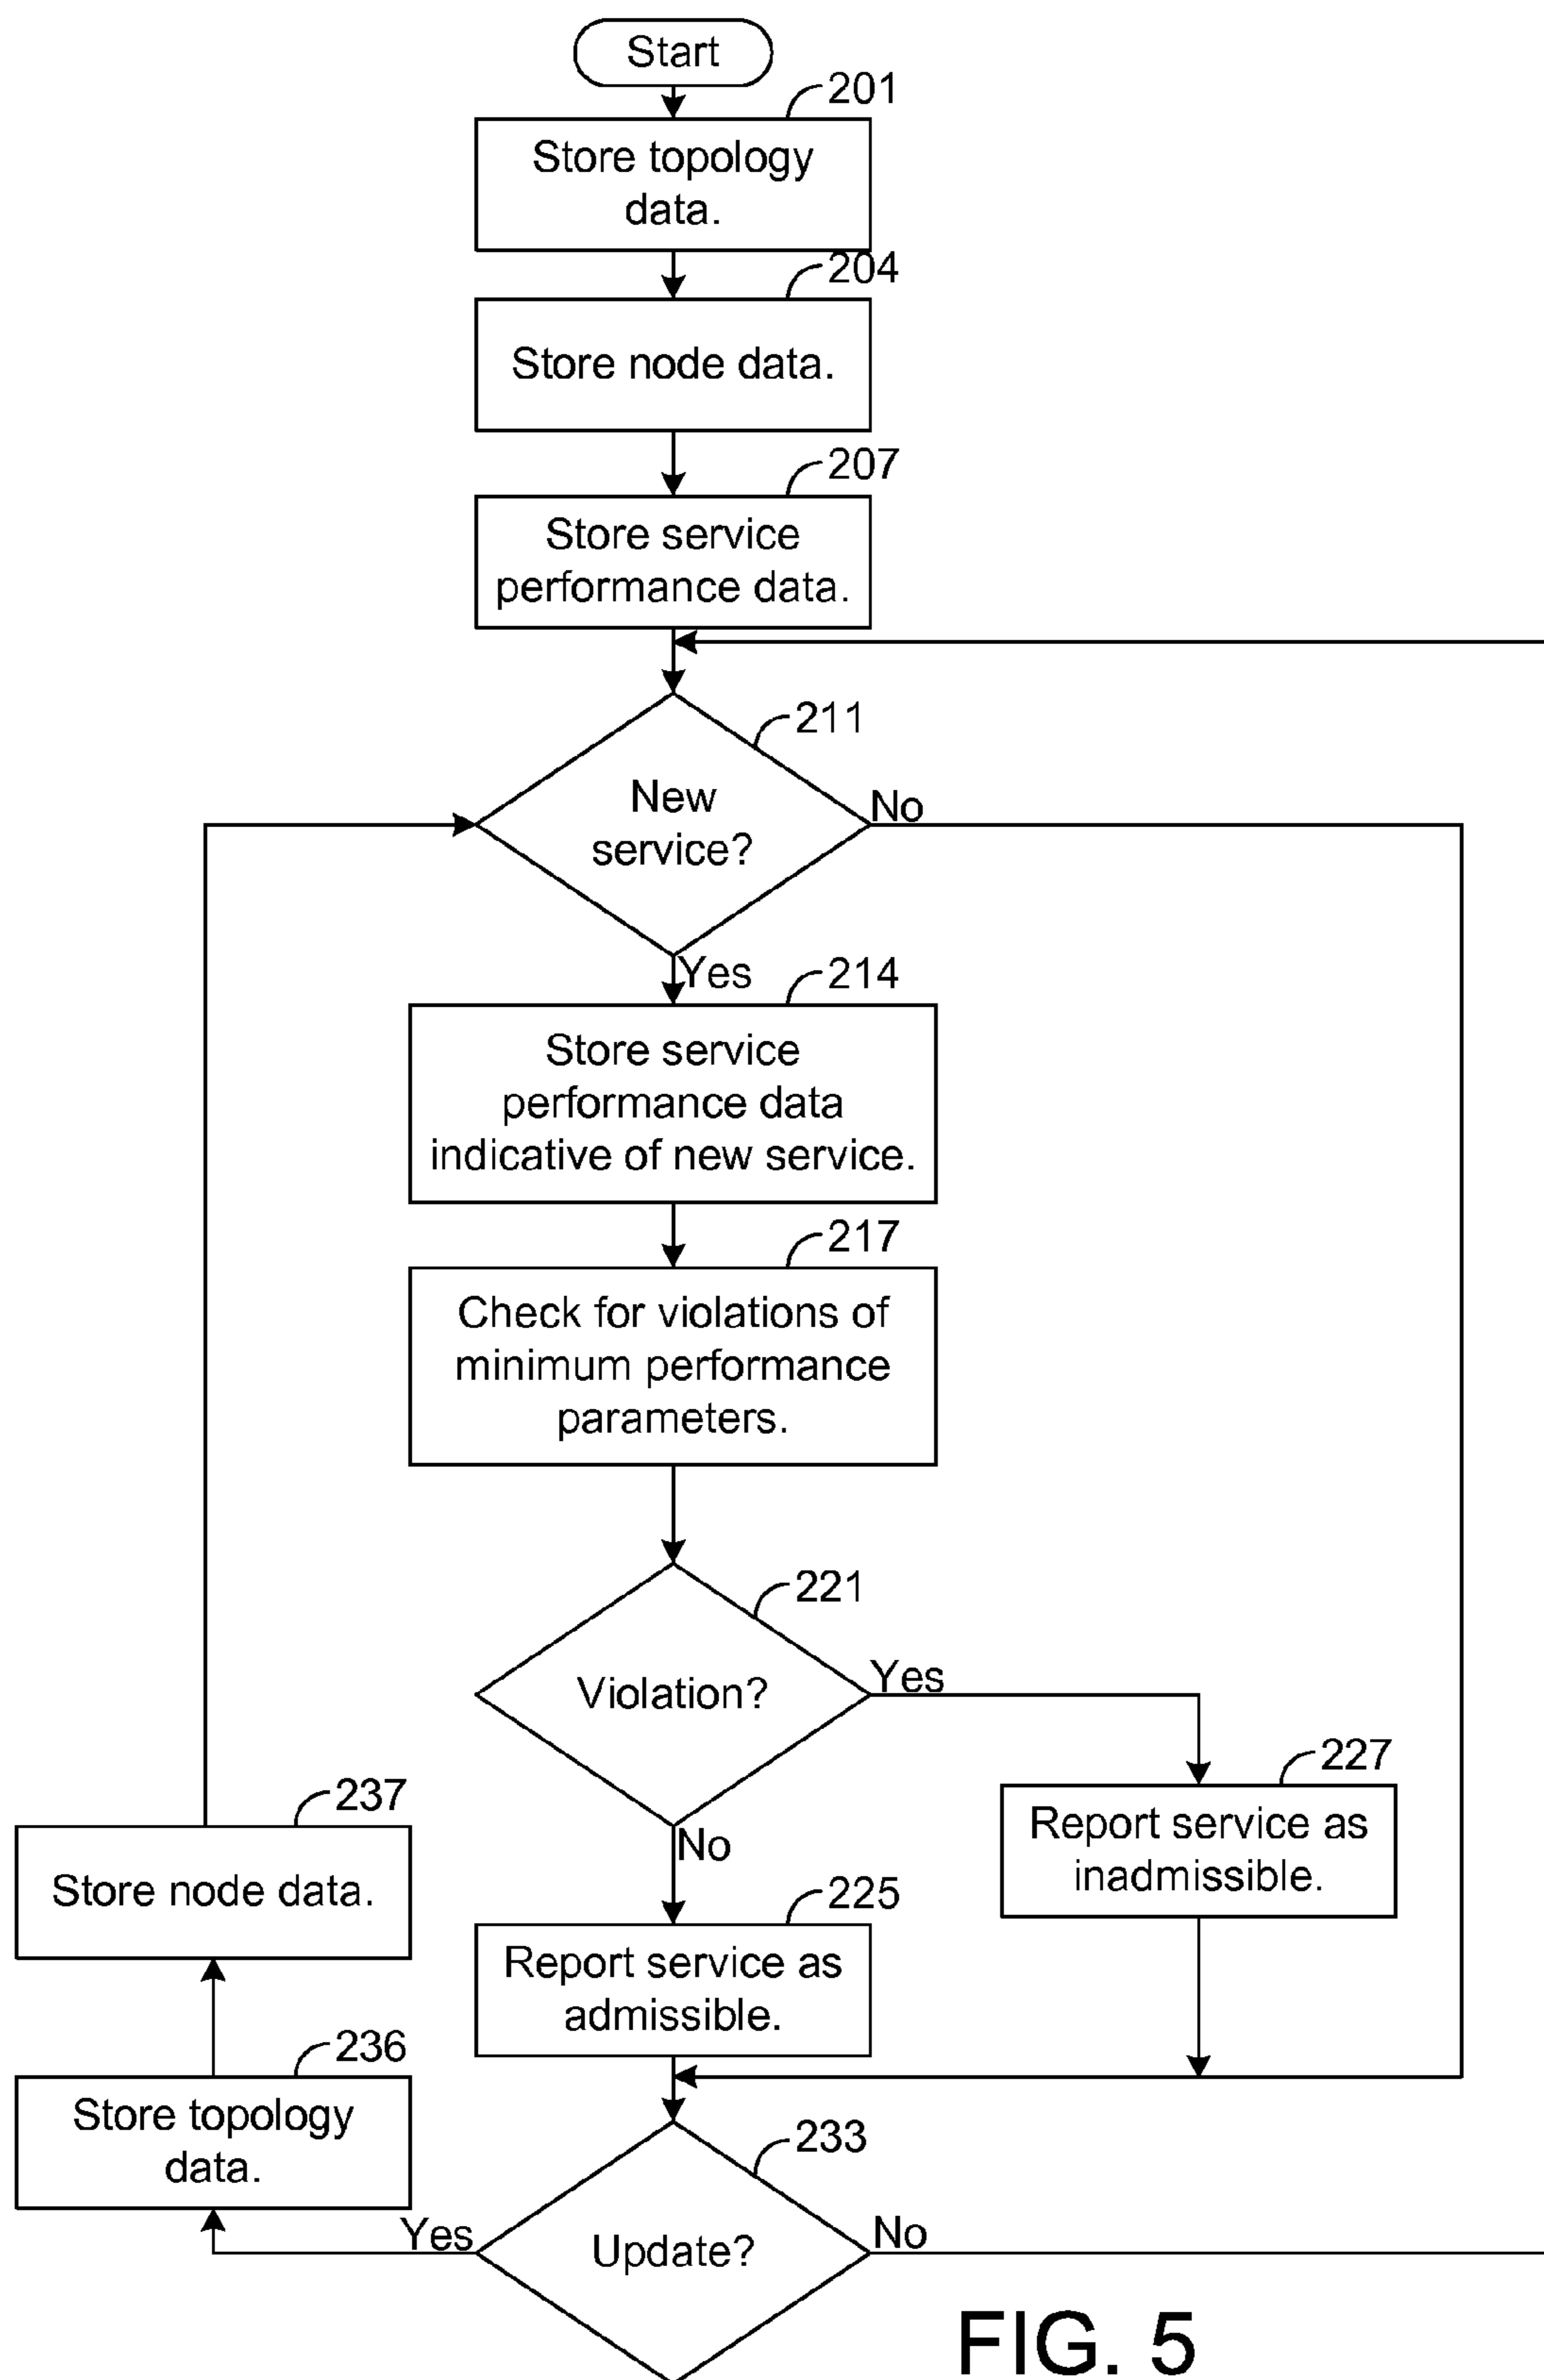 Start
201
Store topology
data.
204
Store node data.
207
Store service
performance data.
211
New
service?
No
Yes
214
Store service
performance data
indicative of new service.
217
Check for violations of
minimum performance
parameters.
221
Violation?
Yes
227
Report service as
inadmissible.
No
237
Store node data.
225
Report service as
admissible.
236
Store topology
data.
233
Update?
Yes
No
FIG. 5